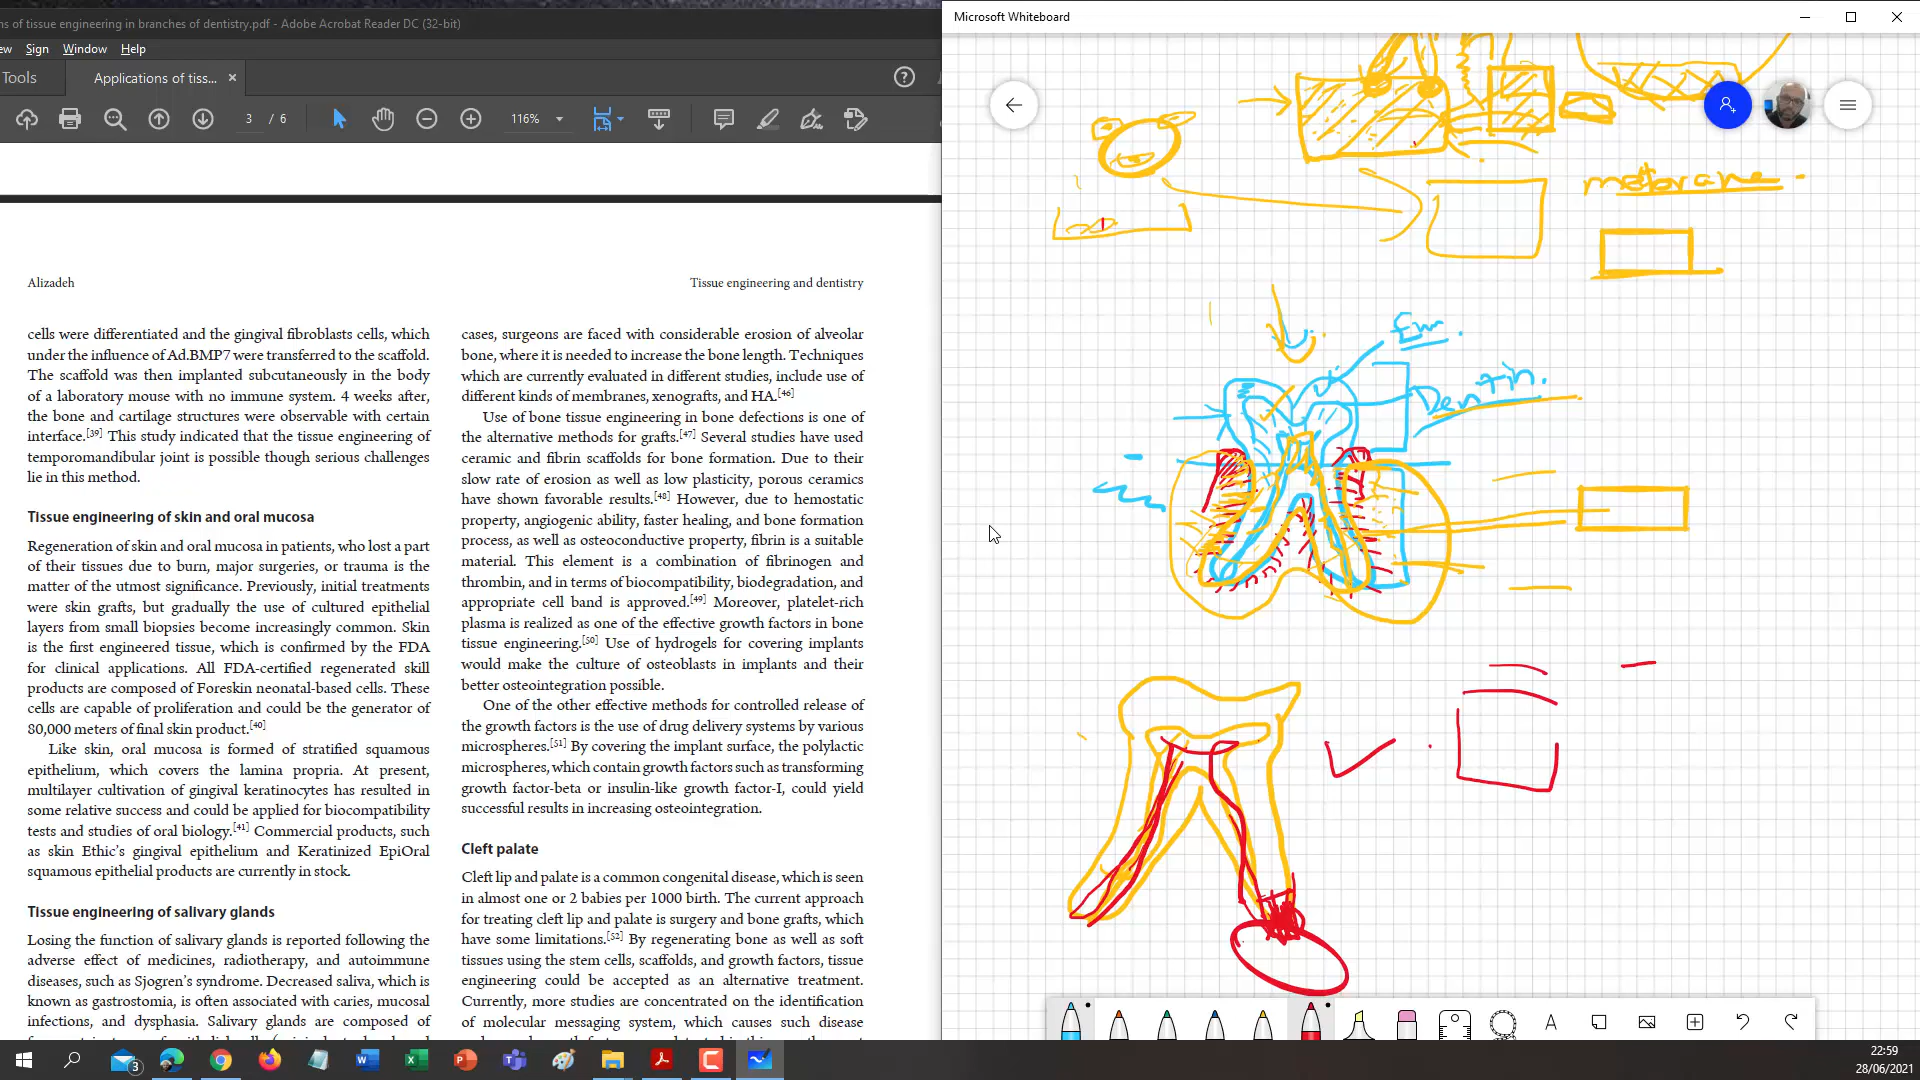 ns of tissue engineering in branches of dentistry.pdf - Adobe Acrobat Reader DC (32-bit)
ew Sign Window Help
Tools Applications of tiss... ×
3 / 6 116%
Alizadeh Tissue engineering and dentistry
cells were differentiated and the gingival fibroblasts cells, which
under the influence of Ad.BMP7 were transferred to the scaffold.
The scaffold was then implanted subcutaneously in the body
of a laboratory mouse with no immune system. 4 weeks after,
the bone and cartilage structures were observable with certain
interface.[39] This study indicated that the tissue engineering of
temporomandibular joint is possible though serious challenges
lie in this method.
Tissue engineering of skin and oral mucosa
Regeneration of skin and oral mucosa in patients, who lost a part
of their tissues due to burn, major surgeries, or trauma is the
matter of the utmost significance. Previously, initial treatments
were skin grafts, but gradually the use of cultured epithelial
layers from small biopsies become increasingly common. Skin
is the first engineered tissue, which is confirmed by the FDA
for clinical applications. All FDA-certified regenerated skill
products are composed of Foreskin neonatal-based cells. These
cells are capable of proliferation and could be the generator of
80,000 meters of final skin product.[40]
Like skin, oral mucosa is formed of stratified squamous
epithelium, which covers the lamina propria. At present,
multilayer cultivation of gingival keratinocytes has resulted in
some relative success and could be applied for biocompatibility
tests and studies of oral biology.[41] Commercial products, such
as skin Ethic's gingival epithelium and Keratinized EpiOral
squamous epithelial products are currently in stock.
Tissue engineering of salivary glands
Losing the function of salivary glands is reported following the
adverse effect of medicines, radiotherapy, and autoimmune
diseases, such as Sjogren's syndrome. Decreased saliva, which is
known as gastrostomia, is often associated with caries, mucosal
infections, and dysphasia. Salivary glands are composed of
cases, surgeons are faced with considerable erosion of alveolar
bone, where it is needed to increase the bone length. Techniques
which are currently evaluated in different studies, include use of
different kinds of membranes, xenografts, and HA.[46]
Use of bone tissue engineering in bone defections is one of
the alternative methods for grafts.[47] Several studies have used
ceramic and fibrin scaffolds for bone formation. Due to their
slow rate of erosion as well as low plasticity, porous ceramics
have shown favorable results.[48] However, due to hemostatic
property, angiogenic ability, faster healing, and bone formation
process, as well as osteoconductive property, fibrin is a suitable
material. This element is a combination of fibrinogen and
thrombin, and in terms of biocompatibility, biodegradation, and
appropriate cell band is approved.[49] Moreover, platelet-rich
plasma is realized as one of the effective growth factors in bone
tissue engineering.[50] Use of hydrogels for covering implants
would make the culture of osteoblasts in implants and their
better osteointegration possible.
One of the other effective methods for controlled release of
the growth factors is the use of drug delivery systems by various
microspheres.[51] By covering the implant surface, the polylactic
microspheres, which contain growth factors such as transforming
growth factor-beta or insulin-like growth factor-I, could yield
successful results in increasing osteointegration.
Cleft palate
Cleft lip and palate is a common congenital disease, which is seen
in almost one or 2 babies per 1000 birth. The current approach
for treating cleft lip and palate is surgery and bone grafts, which
have some limitations.[52] By regenerating bone as well as soft
tissues using the stem cells, scaffolds, and growth factors, tissue
engineering could be accepted as an alternative treatment.
Currently, more studies are concentrated on the identification
of molecular messaging system, which causes such disease
Microsoft Whiteboard
Dentin.
3
22:59
28/06/2021